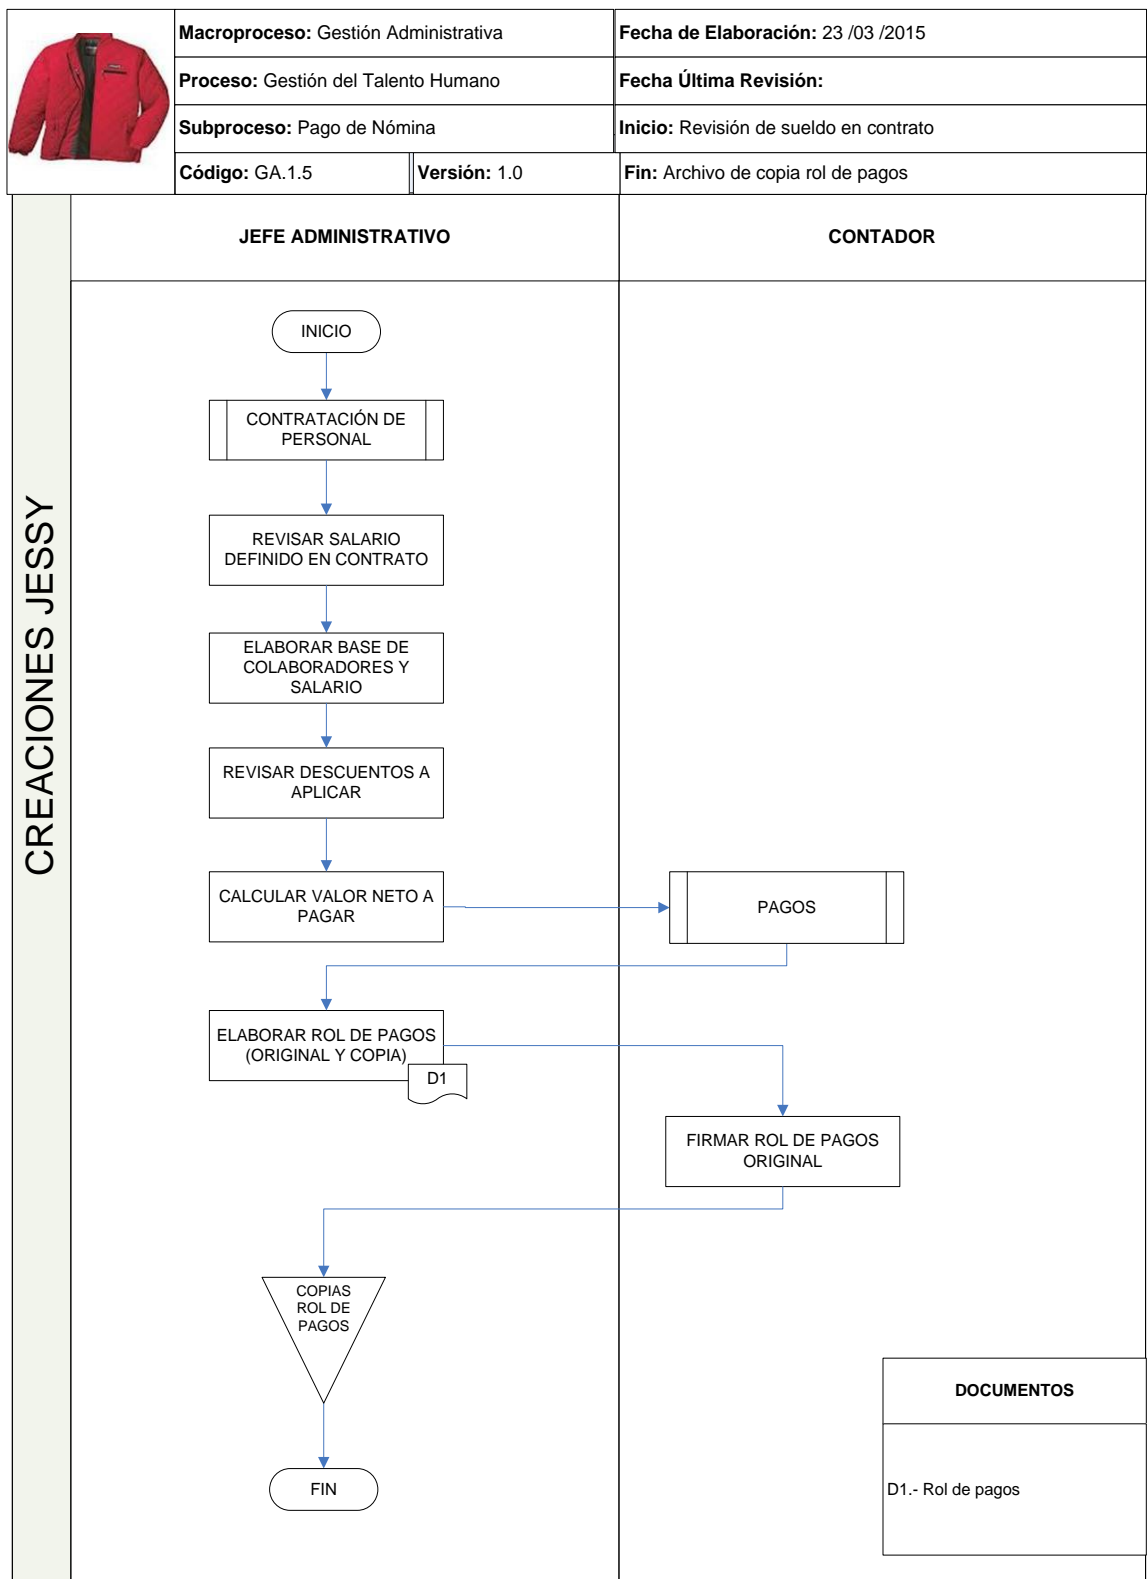 Macroproceso: Gestión Administrativa
Fecha de Elaboración: 23 /03 /2015
Proceso: Gestión del Talento Humano
Fecha Última Revisión:
Subproceso: Pago de Nómina
Inicio: Revisión de sueldo en contrato
Código: GA.1.5
Versión: 1.0
Fin: Archivo de copia rol de pagos
CREACIONES JESSY
JEFE ADMINISTRATIVO
CONTADOR
INICIO
CONTRATACIÓN DE
PERSONAL
REVISAR SALARIO
DEFINIDO EN CONTRATO
ELABORAR BASE DE
COLABORADORES Y
SALARIO
REVISAR DESCUENTOS A
APLICAR
CALCULAR VALOR NETO A
PAGAR
PAGOS
ELABORAR ROL DE PAGOS
(ORIGINAL Y COPIA)
D1
FIRMAR ROL DE PAGOS
ORIGINAL
COPIAS
ROL DE
PAGOS
FIN
DOCUMENTOS
D1.- Rol de pagos